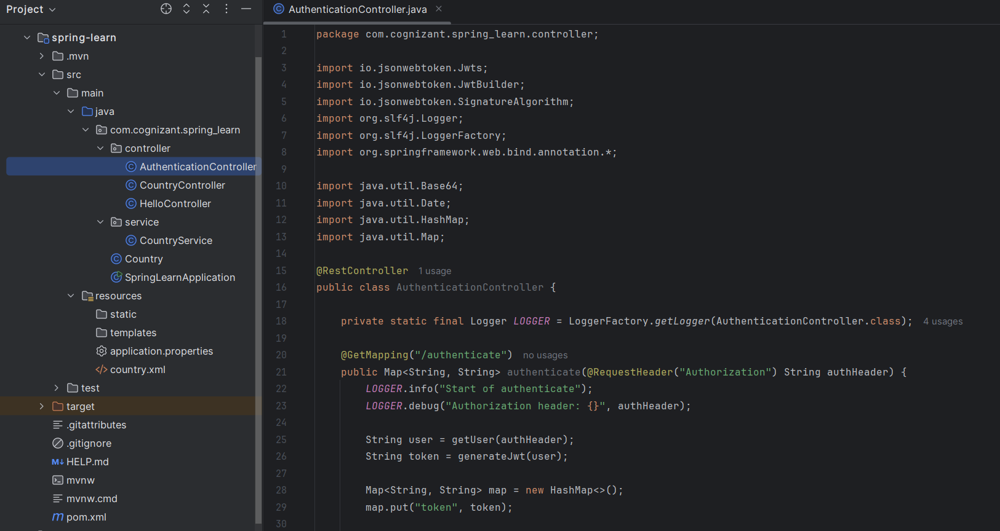 Project
spring-learn
.mvn
src
main
java
com.cognizant.spring_learn
controller
AuthenticationController
CountryController
HelloController
service
CountryService
Country
SpringLearnApplication
resources
static
templates
application.properties
country.xml
test
target
.gitattributes
.gitignore
M↓ HELP.md
mvnw
mvnw.cmd
m pom.xml
AuthenticationController.java
1 package com.cognizant.spring_learn.controller;
2
3 import io.jsonwebtoken.Jwts;
4 import io.jsonwebtoken.JwtBuilder;
5 import io.jsonwebtoken.SignatureAlgorithm;
6 import org.slf4j.Logger;
7 import org.slf4j.LoggerFactory;
8 import org.springframework.web.bind.annotation.*;
9
10 import java.util.Base64;
11 import java.util.Date;
12 import java.util.HashMap;
13 import java.util.Map;
14
15 @RestController 1 usage
16 public class AuthenticationController {
17
18 private static final Logger LOGGER = LoggerFactory.getLogger(AuthenticationController.class); 4 usages
19
20 @GetMapping("/authenticate") no usages
21 public Map<String, String> authenticate(@RequestHeader("Authorization") String authHeader) {
22 LOGGER.info("Start of authenticate");
23 LOGGER.debug("Authorization header: {}", authHeader);
24
25 String user = getUser(authHeader);
26 String token = generateJwt(user);
27
28 Map<String, String> map = new HashMap<>();
29 map.put("token", token);
30